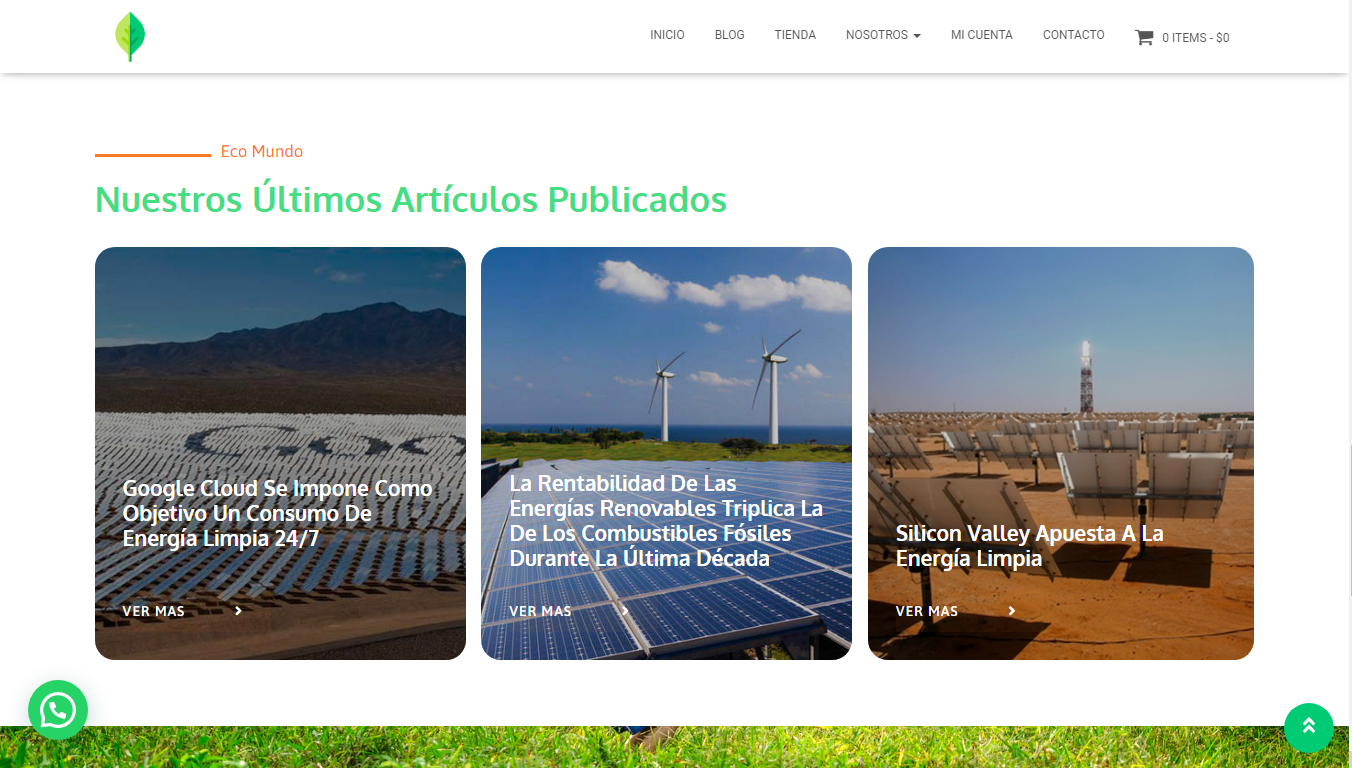 INICIO BLOG TIENDA NOSOTROS MI CUENTA CONTACTO 0 ITEMS - $0
Eco Mundo
Nuestros Últimos Artículos Publicados
Goo
Google Cloud Se Impone Como
Objetivo Un Consumo De
Energía Limpia 24/7
VER MAS
La Rentabilidad De Las
Energías Renovables Triplica La
De Los Combustibles Fósiles
Durante La Última Década
VER MAS
Silicon Valley Apuesta A La
Energía Limpia
VER MAS